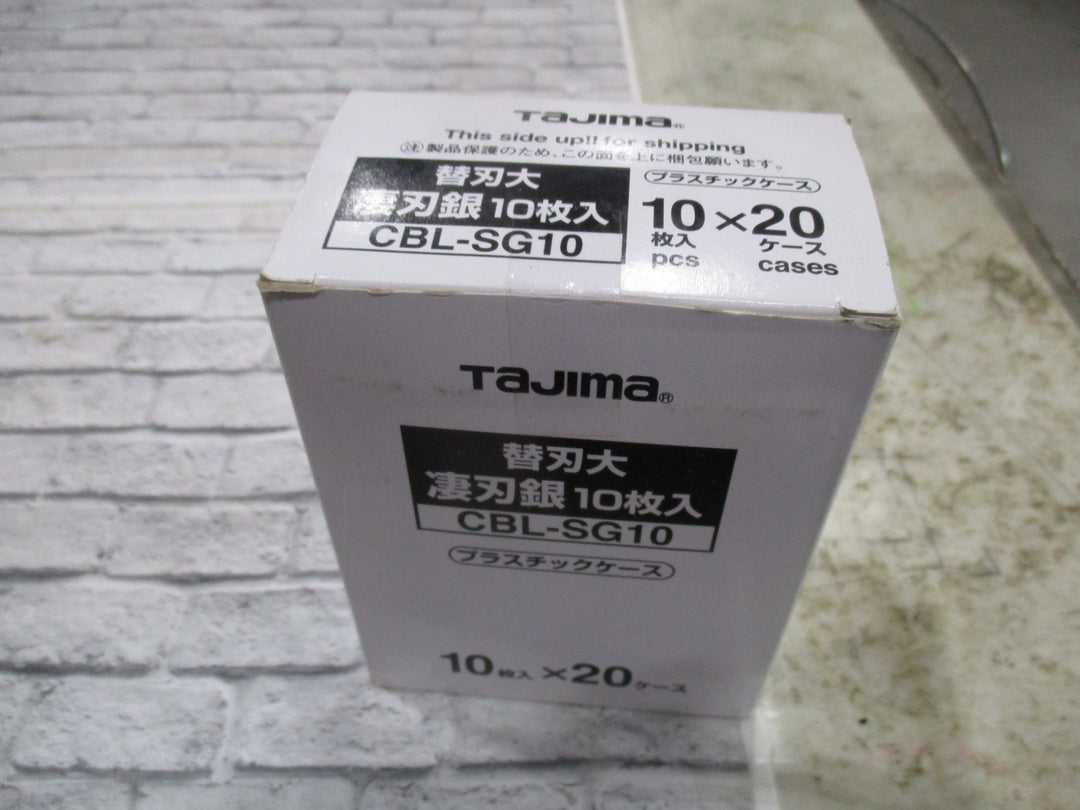 TaJima®
This side up!! for shipping
㊟製品保護のため、この面を上に梱包願います。
替刃大
凄刃銀 10枚入
CBL-SG10
プラスチックケース
10×20
枚入 ケース
pcs cases
TaJima®
替刃大
凄刃銀 10枚入
CBL-SG10
プラスチックケース
10枚入×20ケース